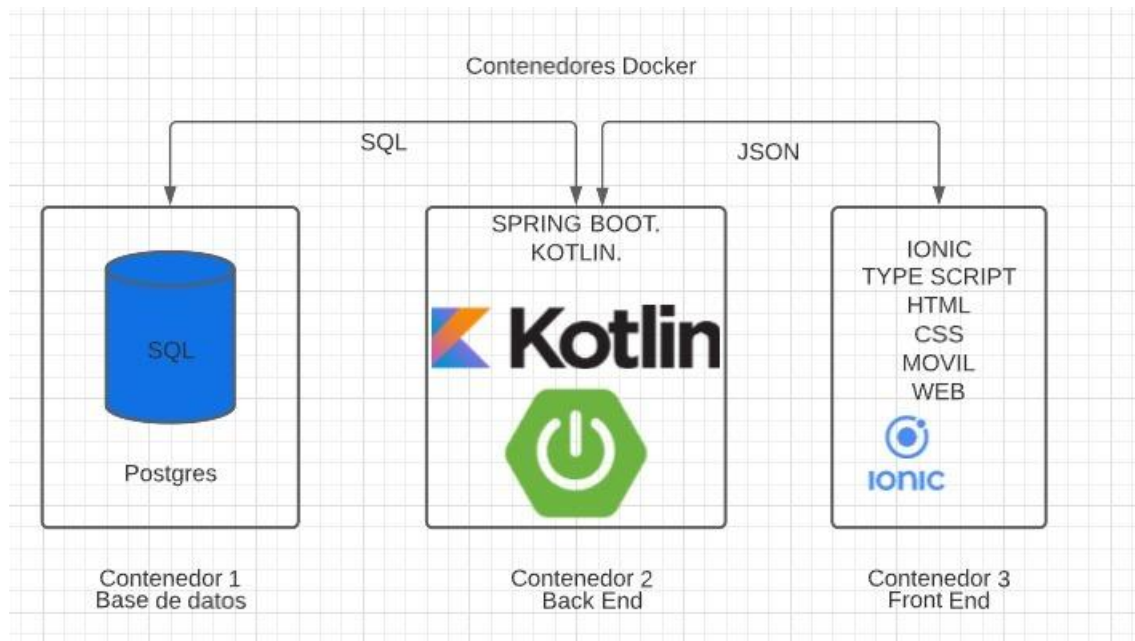 Contenedores Docker
SQL
JSON
SQL
Postgres
SPRING BOOT.
KOTLIN.
Kotlin
IONIC
TYPE SCRIPT
HTML
CSS
MOVIL
WEB
IONIC
Contenedor 1
Base de datos
Contenedor 2
Back End
Contenedor 3
Front End